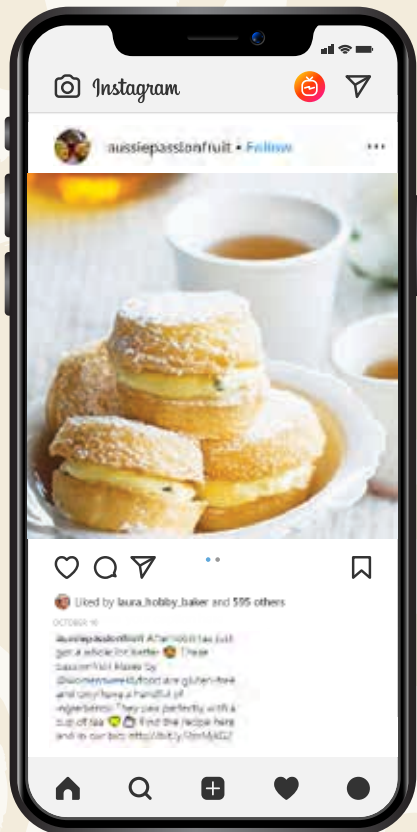 Instagram
aussiepassionfruit • Follow
Liked by laura_hobby_baker and 595 others
OCTOBER 16
aussiepassionfruit Afternoon tea just
got a whole lot better These
passionfruit kisses by
@womensweeklyfood are gluten-free
and only have a handful of
ingredients! They pair perfectly with a
cup of tea Find the recipe here
and in our bio